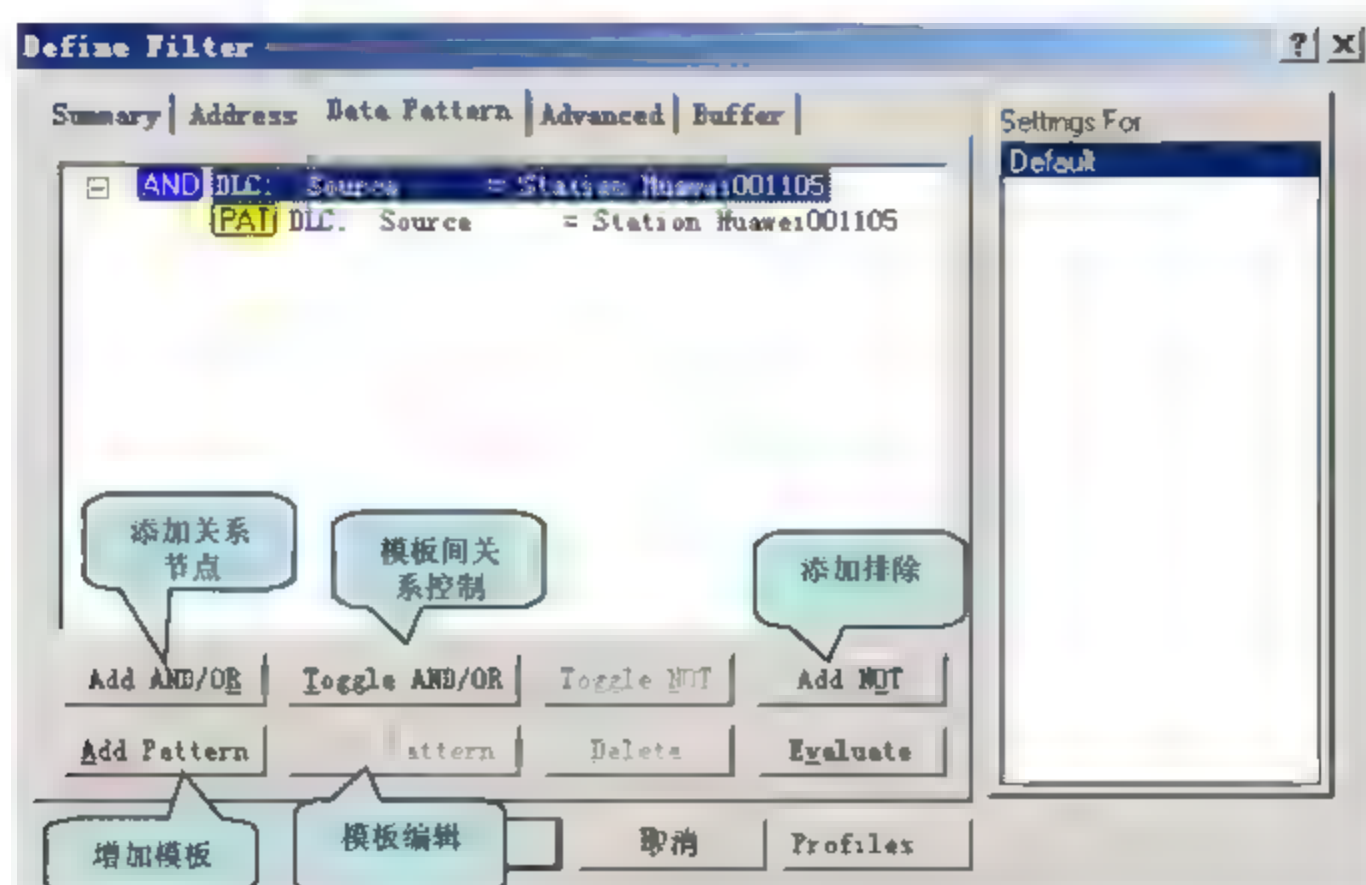 Define Filter
Summary Address Data Pattern Advanced Buffer
Settings For
Default
AND DLC: Source = Station Huawei001105
PAT DLC. Source = Station Huawei001105
添加关系
节点
模板间关
系控制
添加排除
Add AND/OR Toggle AND/OR Toggle NOT Add NOT
Add Pattern attern Delete Evaluate
增加模板
模板编辑
取消 Profiles